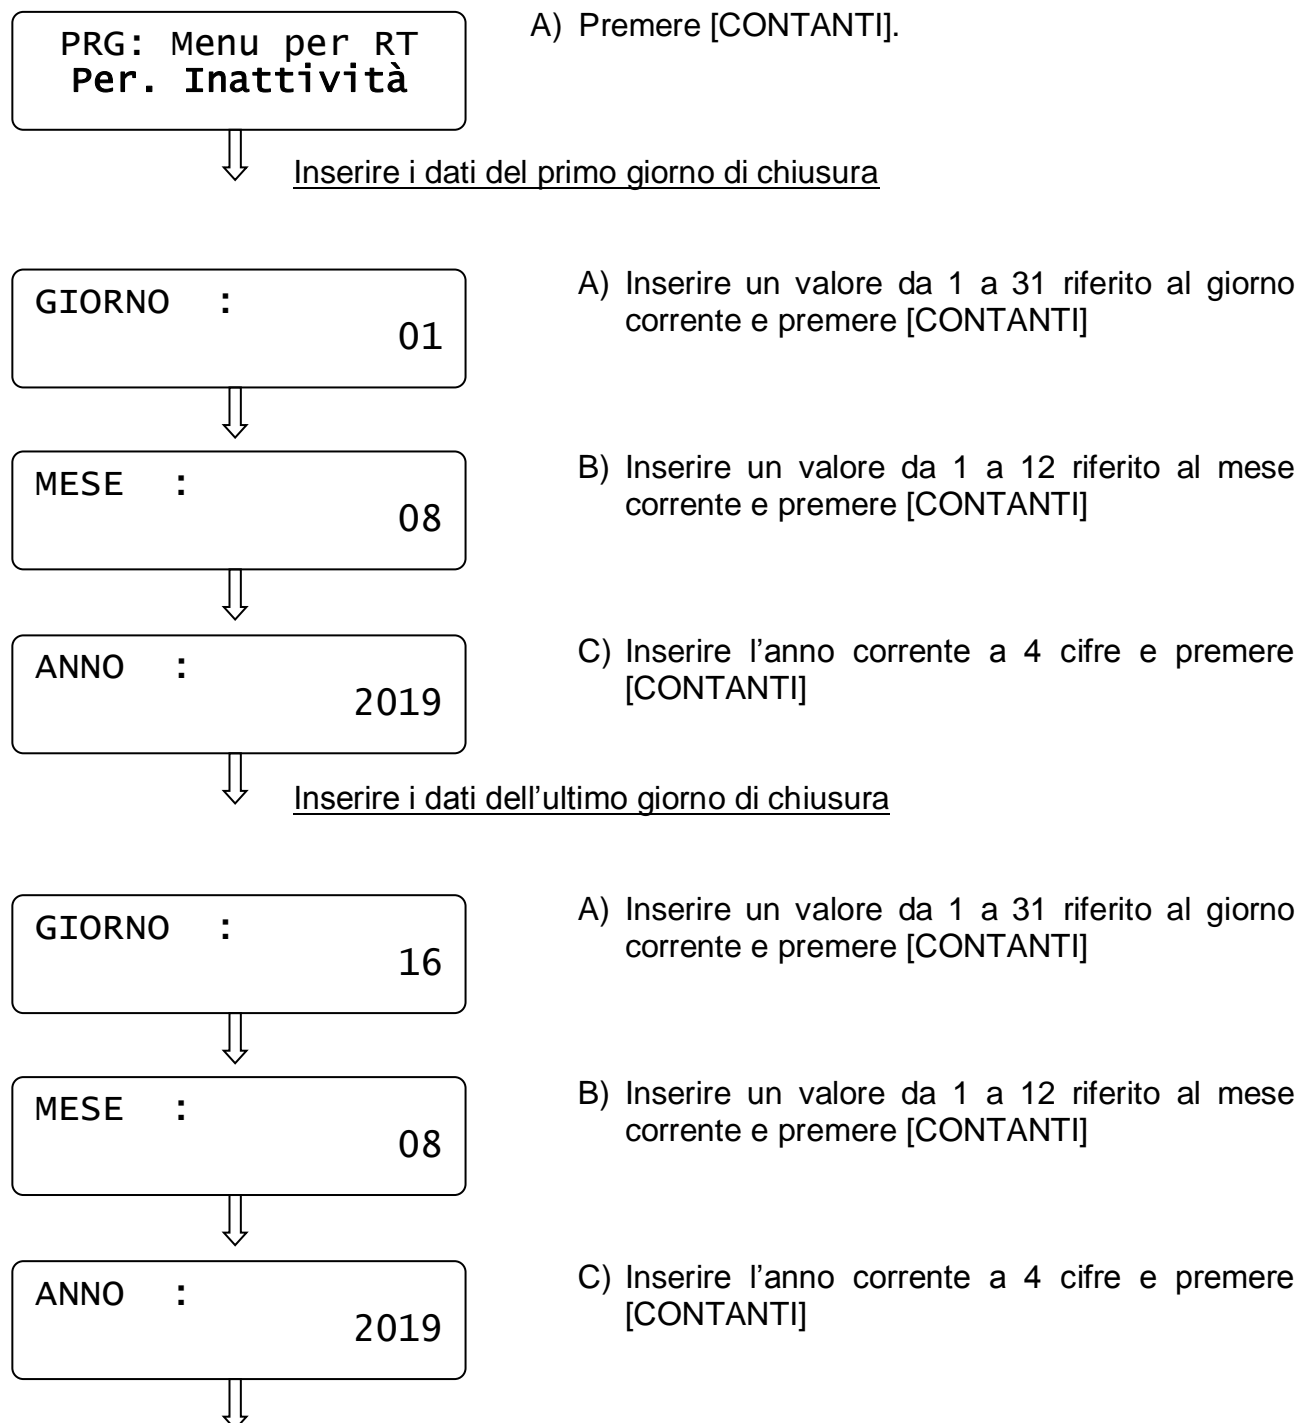 PRG: Menu per RT
Per. Inattività
A) Premere [CONTANTI].
Inserire i dati del primo giorno di chiusura
GIORNO :
01
A) Inserire un valore da 1 a 31 riferito al giorno
corrente e premere [CONTANTI]
MESE :
08
B) Inserire un valore da 1 a 12 riferito al mese
corrente e premere [CONTANTI]
ANNO :
2019
C) Inserire l’anno corrente a 4 cifre e premere
[CONTANTI]
Inserire i dati dell’ultimo giorno di chiusura
GIORNO :
16
A) Inserire un valore da 1 a 31 riferito al giorno
corrente e premere [CONTANTI]
MESE :
08
B) Inserire un valore da 1 a 12 riferito al mese
corrente e premere [CONTANTI]
ANNO :
2019
C) Inserire l’anno corrente a 4 cifre e premere
[CONTANTI]